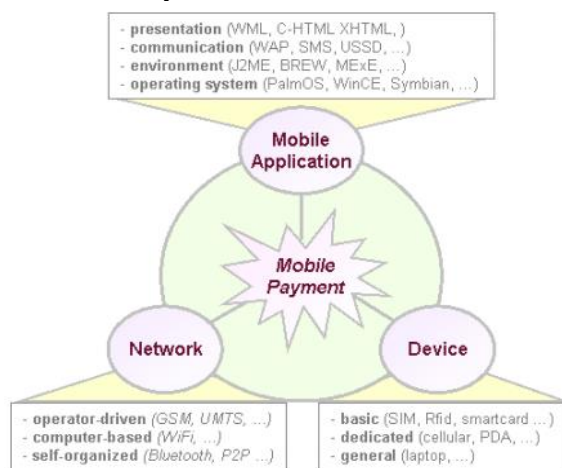 - presentation (WML, C-HTML XHTML, )
- communication (WAP, SMS, USSD, ...)
- environment (J2ME, BREW, MExE, ...)
- operating system (PalmOS, WinCE, Symbian, ...)
Mobile
Application
Mobile
Payment
Network
Device
- operator-driven (GSM, UMTS, ...)
- computer-based (WiFi, ...)
- self-organized (Bluetooth, P2P ...)
- basic (SIM, Rfid, smartcard ...)
- dedicated (cellular, PDA, ...)
- general (laptop, ...)